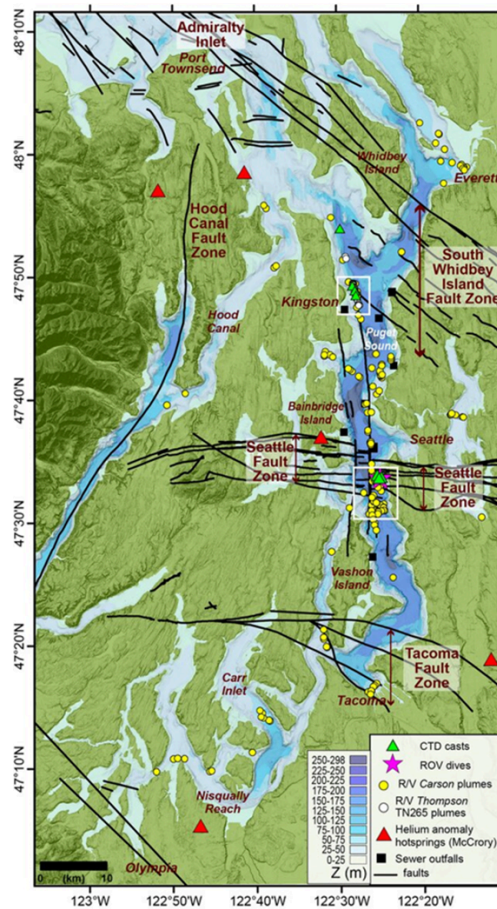 48°10'N
Admiralty
Inlet
Port
Townsend
48°N
Whidbey
Island
Everett
Hood
Canal
Fault
Zone
47°50'N
South
Whidbey
Island
Fault Zone
Kingston
Hood
Canal
Puget
Sound
47°40'N
Bainbridge
Island
Seattle
Seattle
Fault
Zone
Seattle
Fault
Zone
47°30'N
Vashon
Island
47°20'N
Tacoma
Fault
Zone
Carr
Inlet
Tacoma
47°10'N
Nisqually
Reach
Olympia
0 (km) 10
250-298
225-250
200-225
175-200
150-175
125-150
100-125
75-100
50-75
25-50
0-25
Z (m)
CTD casts
ROV dives
R/V Carson plumes
R/V Thompson
TN265 plumes
Helium anomaly
hotsprings (McCrory)
Sewer outfalls
faults
123°W
122°50'W
122°40'W
122°30'W
122°20'W